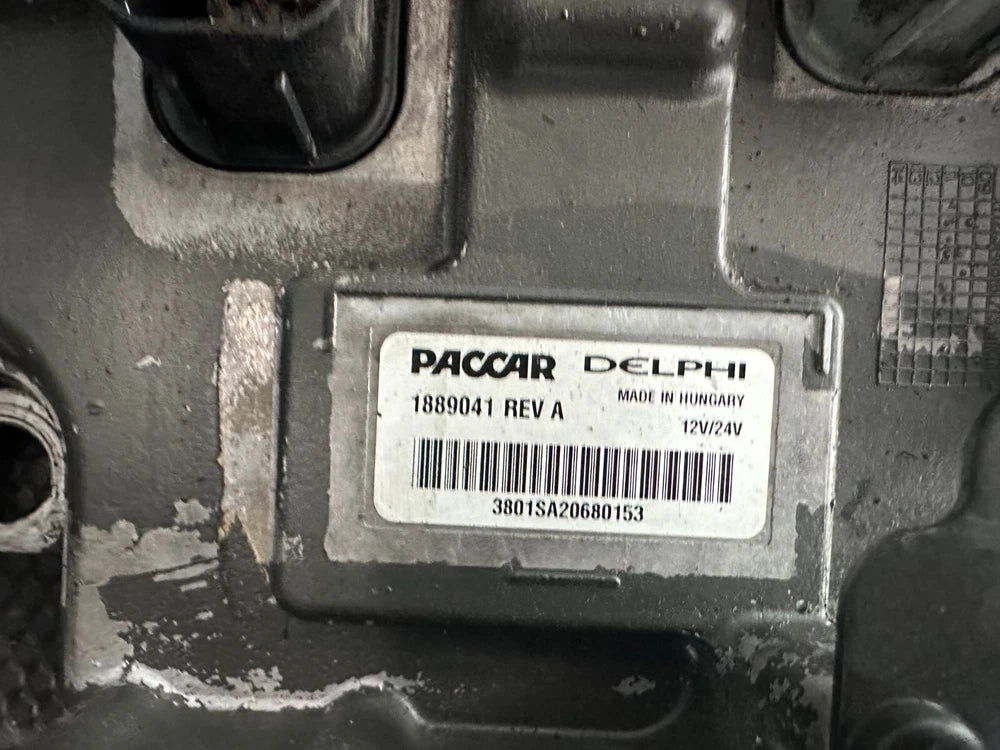 PACCAR DELPHI
MADE IN HUNGARY
1889041 REV A
12V/24V
3801SA20680153